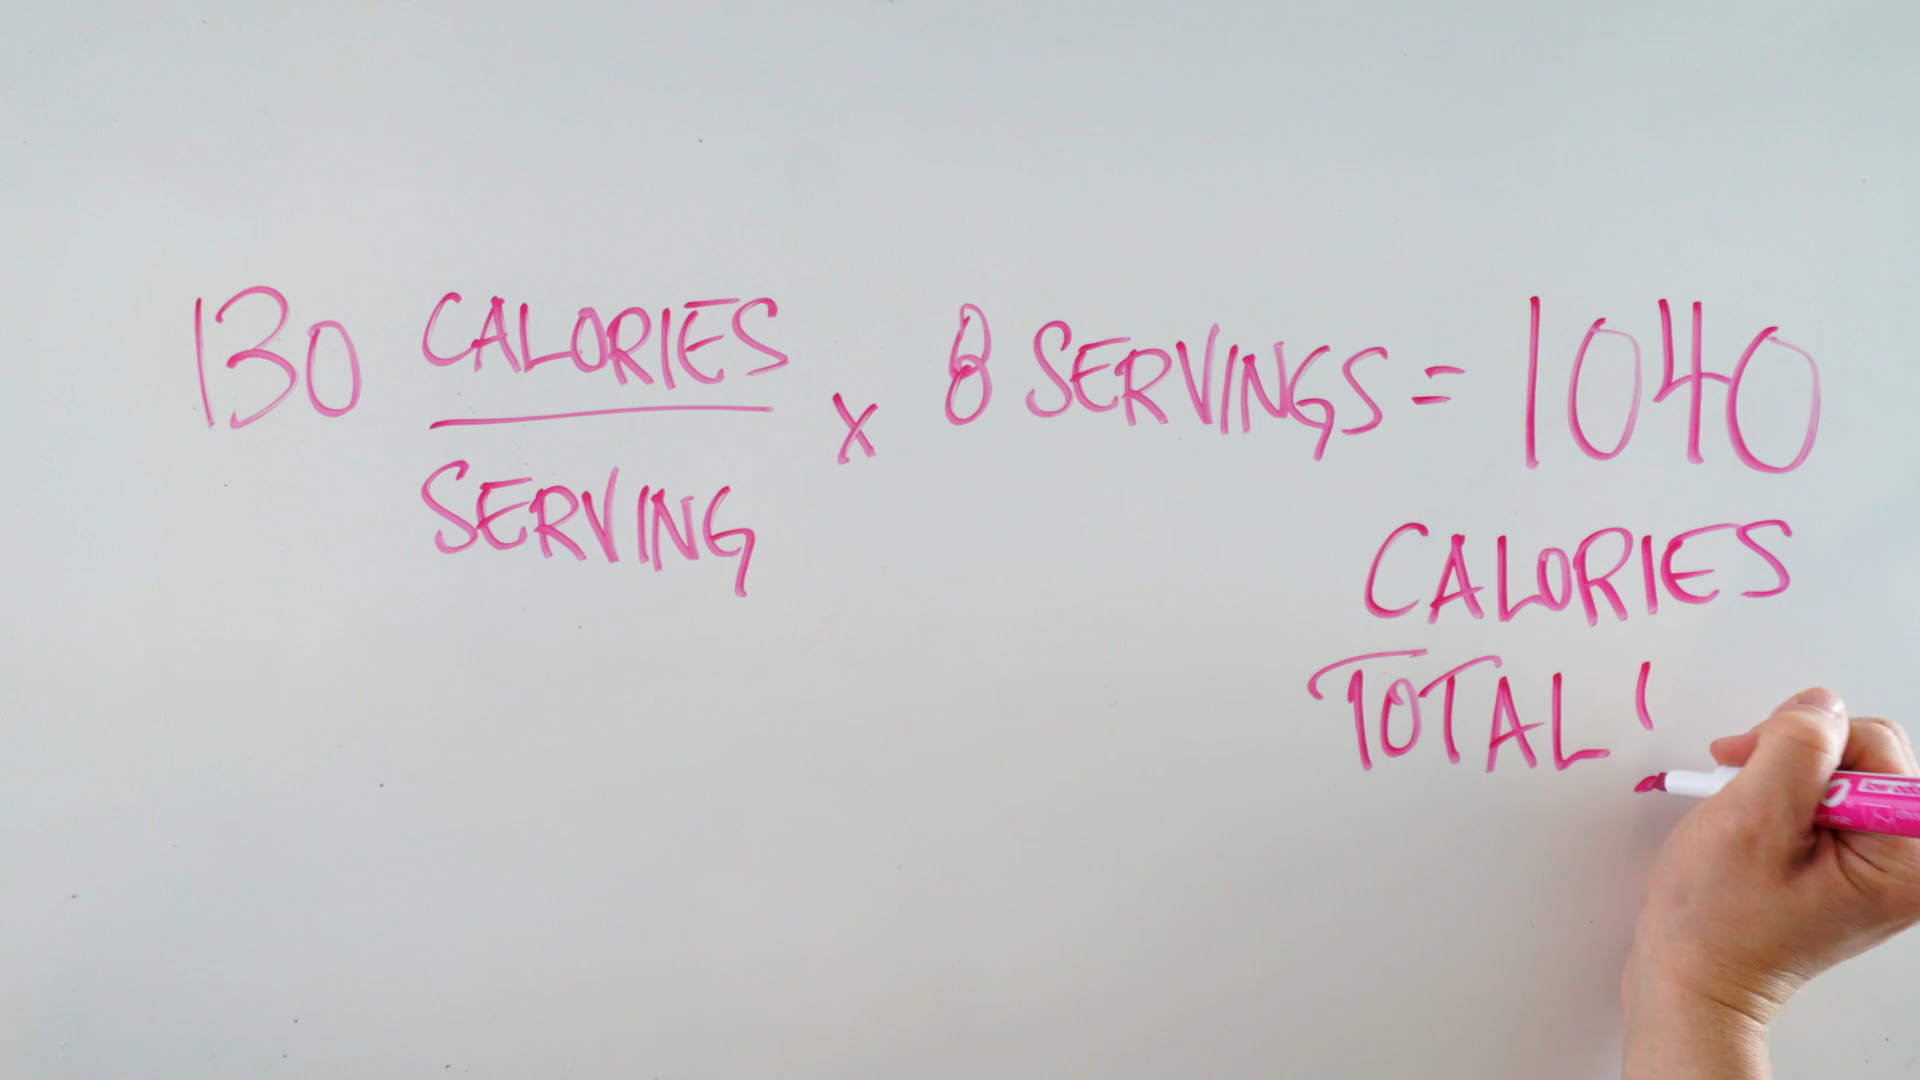 130 CALORIES
SERVING
x 8 SERVINGS = 1040
CALORIES
TOTAL!